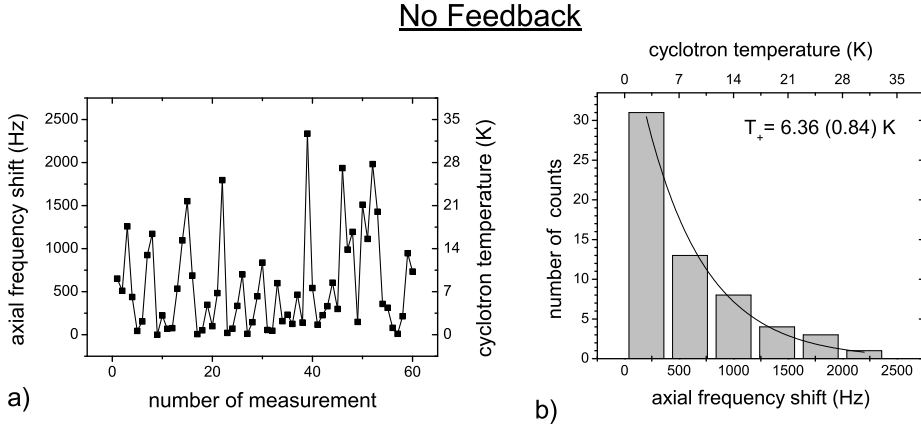 No Feedback
axial frequency shift (Hz)
2500
2000
1500
1000
500
0
0
20
40
60
number of measurement
35
28
21
14
7
0
cyclotron temperature (K)
a)
cyclotron temperature (K)
0 7 14 21 28 35
T+= 6.36 (0.84) K
number of counts
30
25
20
15
10
5
0
0 500 1000 1500 2000 2500
axial frequency shift (Hz)
b)